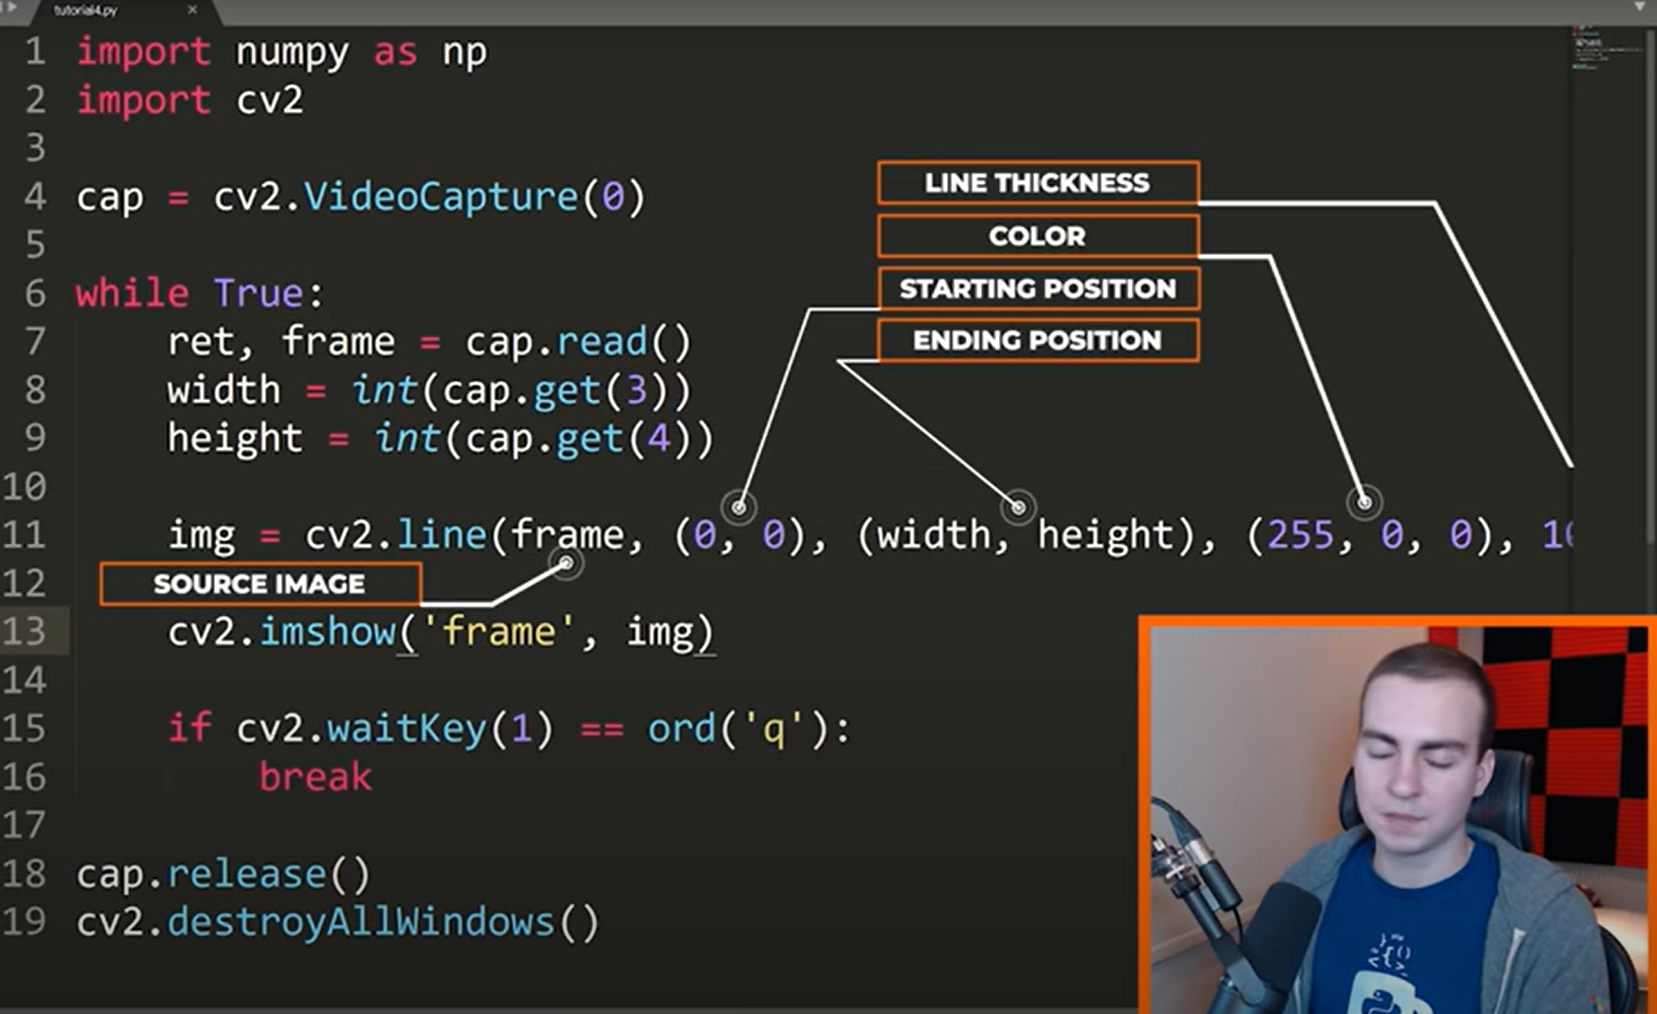 tutorial4.py
1 import numpy as np
2 import cv2
3
4 cap = cv2.VideoCapture(0)
5
6 while True:
7 ret, frame = cap.read()
8 width = int(cap.get(3))
9 height = int(cap.get(4))
10
11 img = cv2.line(frame, (0, 0), (width, height), (255, 0, 0), 10
12
13 cv2.imshow('frame', img)
14
15 if cv2.waitKey(1) == ord('q'):
16 break
17
18 cap.release()
19 cv2.destroyAllWindows()
LINE THICKNESS
COLOR
STARTING POSITION
ENDING POSITION
SOURCE IMAGE